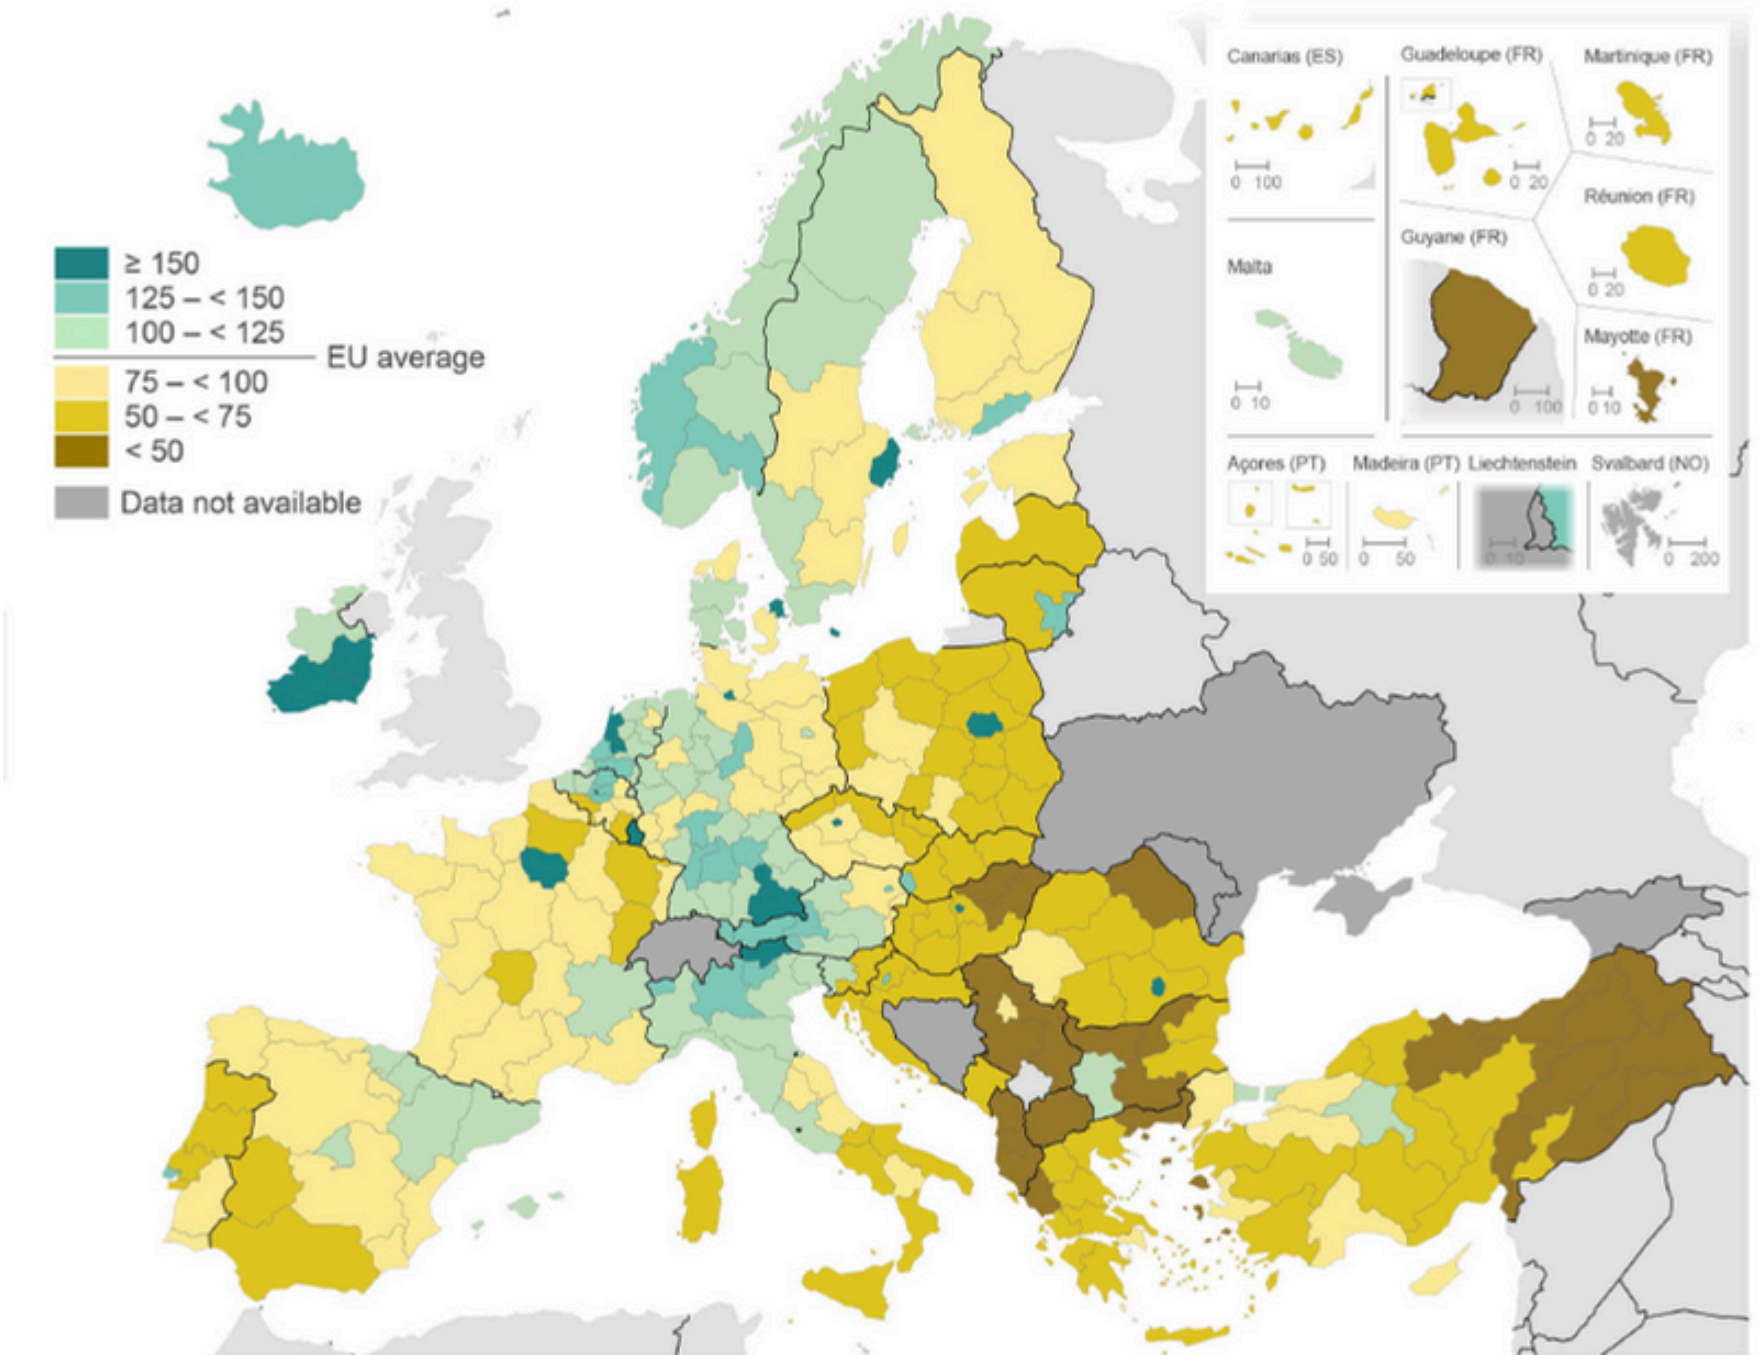 ≥ 150
125 – < 150
100 – < 125
EU average
75 – < 100
50 – < 75
< 50
Data not available
Canarias (ES)
0 100
Guadeloupe (FR)
0 20
Martinique (FR)
0 20
Réunion (FR)
0 20
Guyane (FR)
0 100
Malta
0 10
Mayotte (FR)
0 10
Açores (PT)
0 50
Madeira (PT)
0 50
Liechtenstein
0 10
Svalbard (NO)
0 200